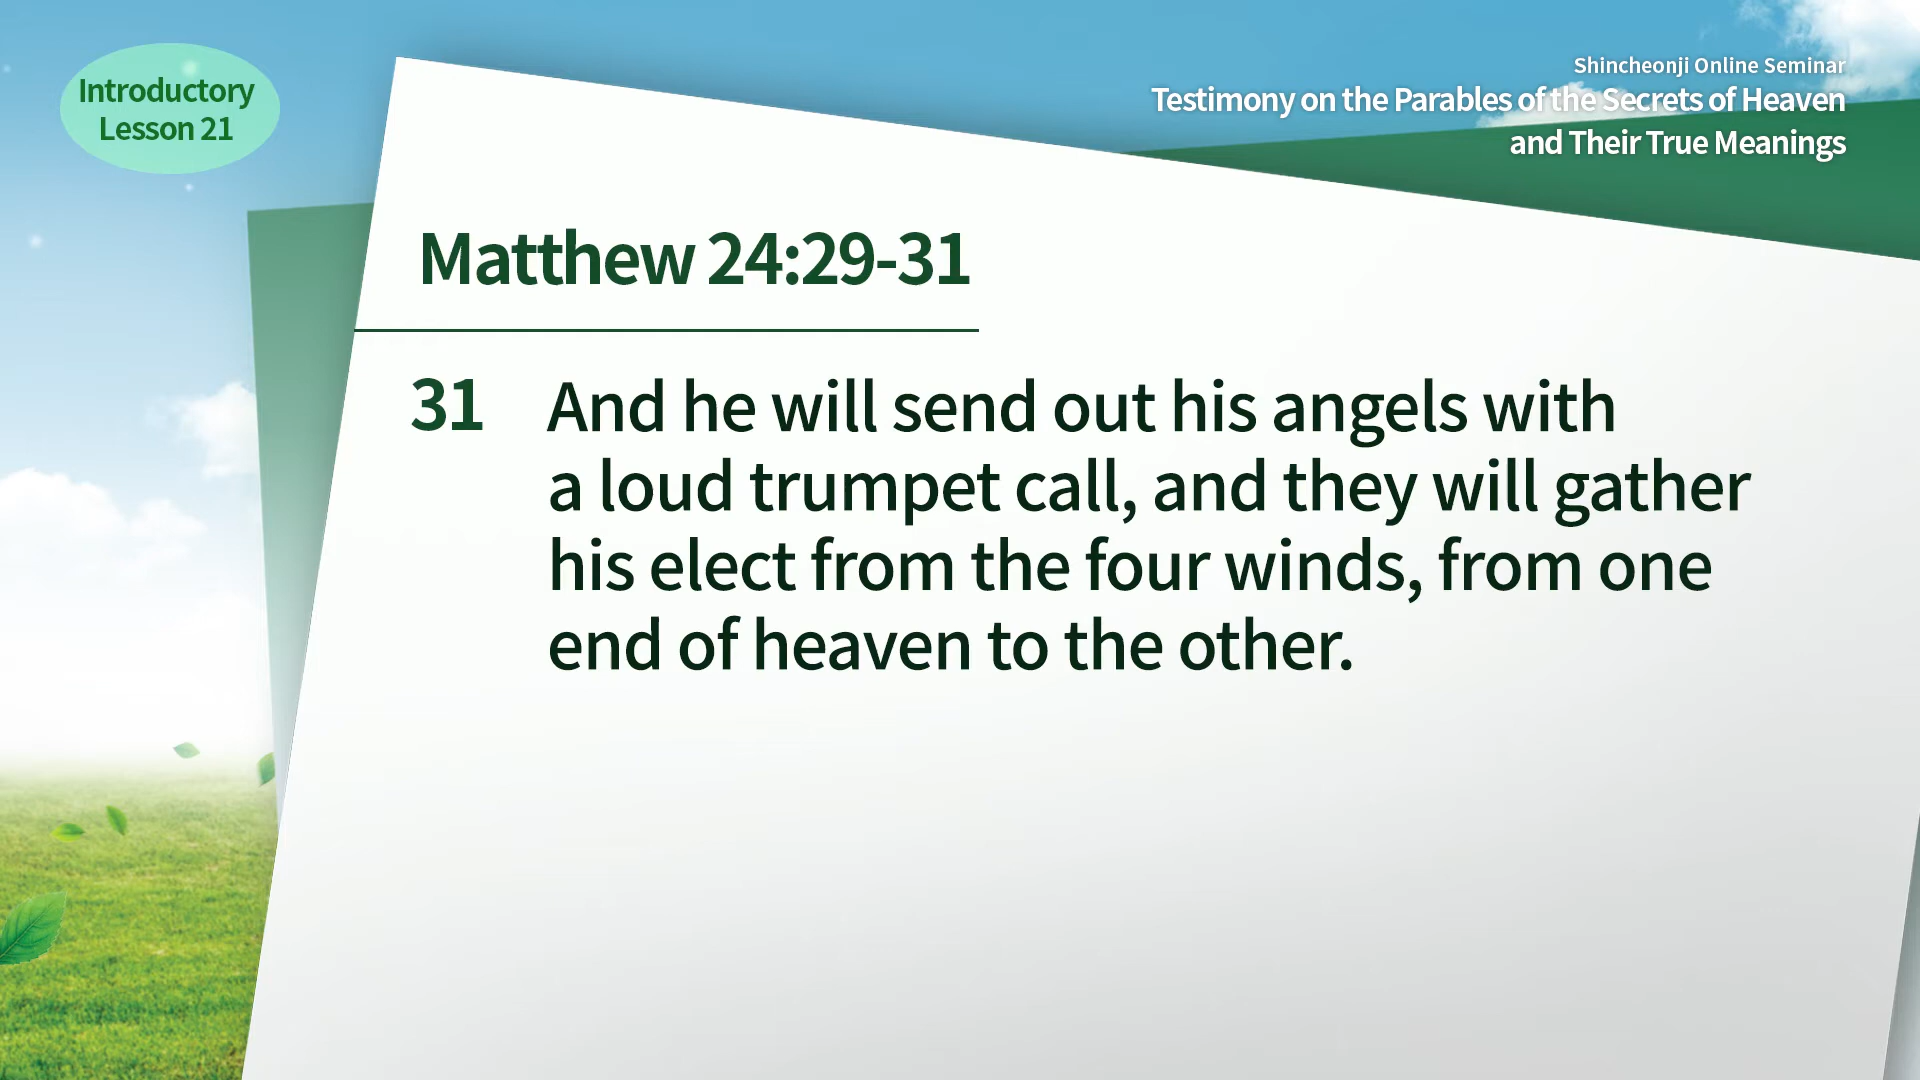 Introductory
Lesson 21
Shincheonji Online Seminar
Testimony on the Parables of the Secrets of Heaven
and Their True Meanings
Matthew 24:29-31
31 And he will send out his angels with
a loud trumpet call, and they will gather
his elect from the four winds, from one
end of heaven to the other.